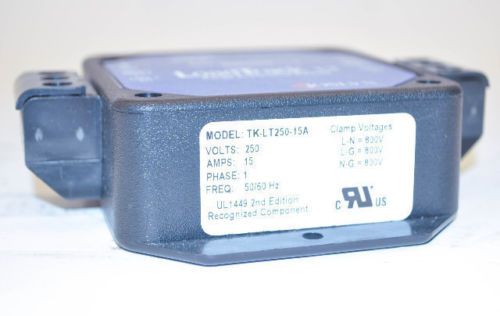 MODEL: TK-LT250-15A
VOLTS: 250
AMPS: 15
PHASE: 1
FREQ. 50/60 Hz
UL1449 2nd Edition
Recognized Component
Clamp Voltages
L-N = 800V
L-G = 800V
N-G = 800V
C RU US